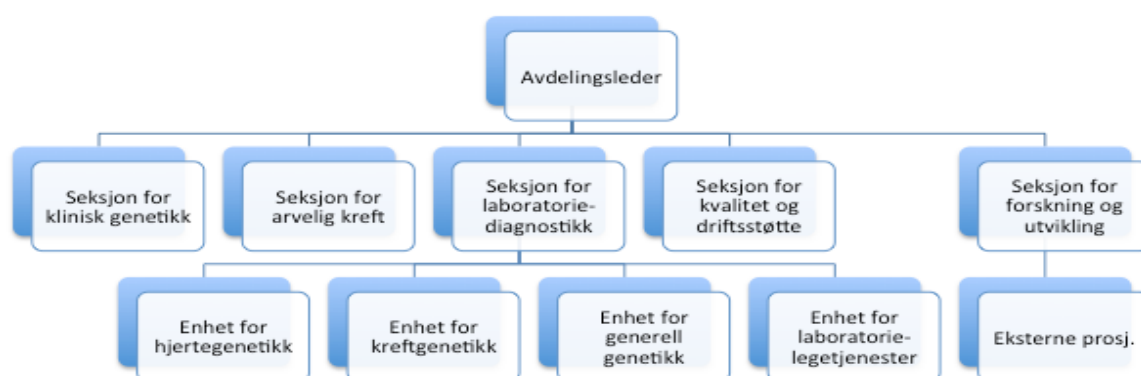 Avdelingsleder
Seksjon for
klinisk genetikk
Seksjon for
arvelig kreft
Seksjon for
laboratorie-
diagnostikk
Seksjon for
kvalitet og
driftsstøtte
Seksjon for
forskning og
utvikling
Enhet for
hjertegenetikk
Enhet for
kreftgenetikk
Enhet for
generell
genetikk
Enhet for
laboratorie-
legetjenester
Eksterne prosj.